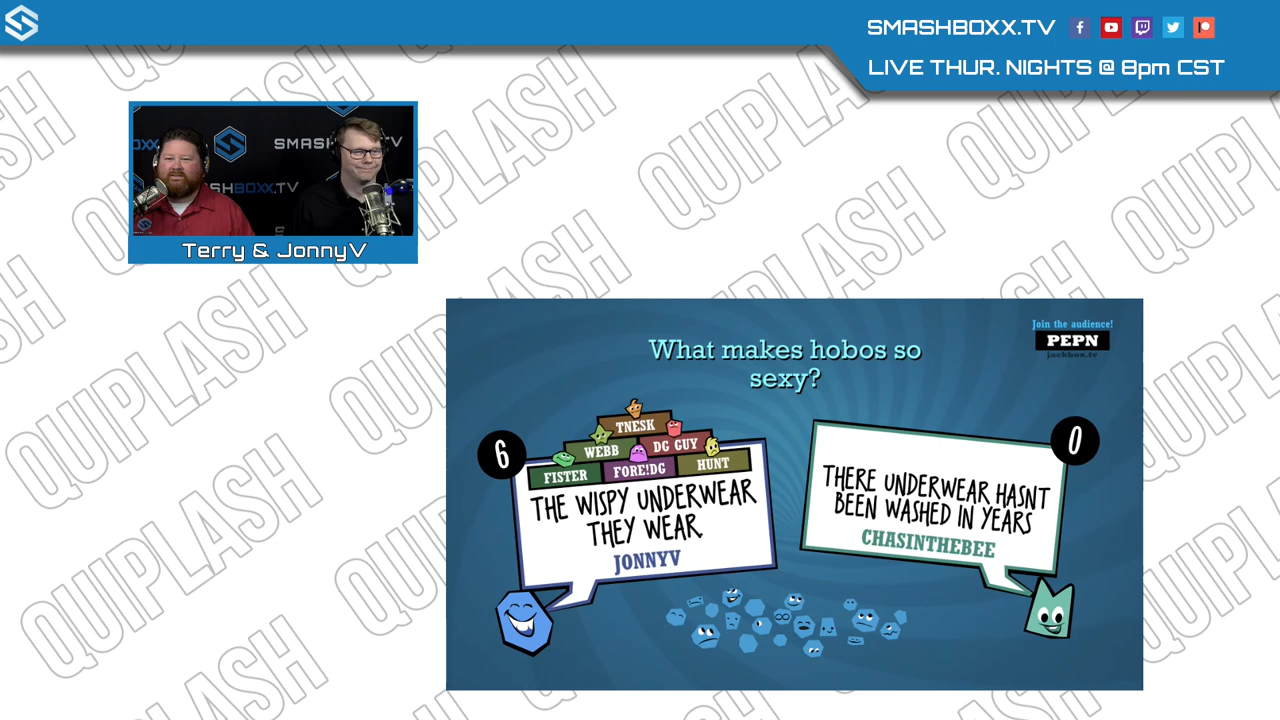 SMASHBOXX.TV
LIVE THUR. NIGHTS @ 8pm CST
QUIPLASH
SMASHBOXX.TV
Terry & JonnyV
Join the audience!
PEPN
jackbox.tv
What makes hobos so
sexy?
6
TNESK
WEBB
DG GUY
FISTER
FORE!DG
HUNT
THE WISPY UNDERWEAR
THEY WEAR.
JONNYV
0
THERE UNDERWEAR HASNT
BEEN WASHED IN YEARS
CHASINTHEBEE